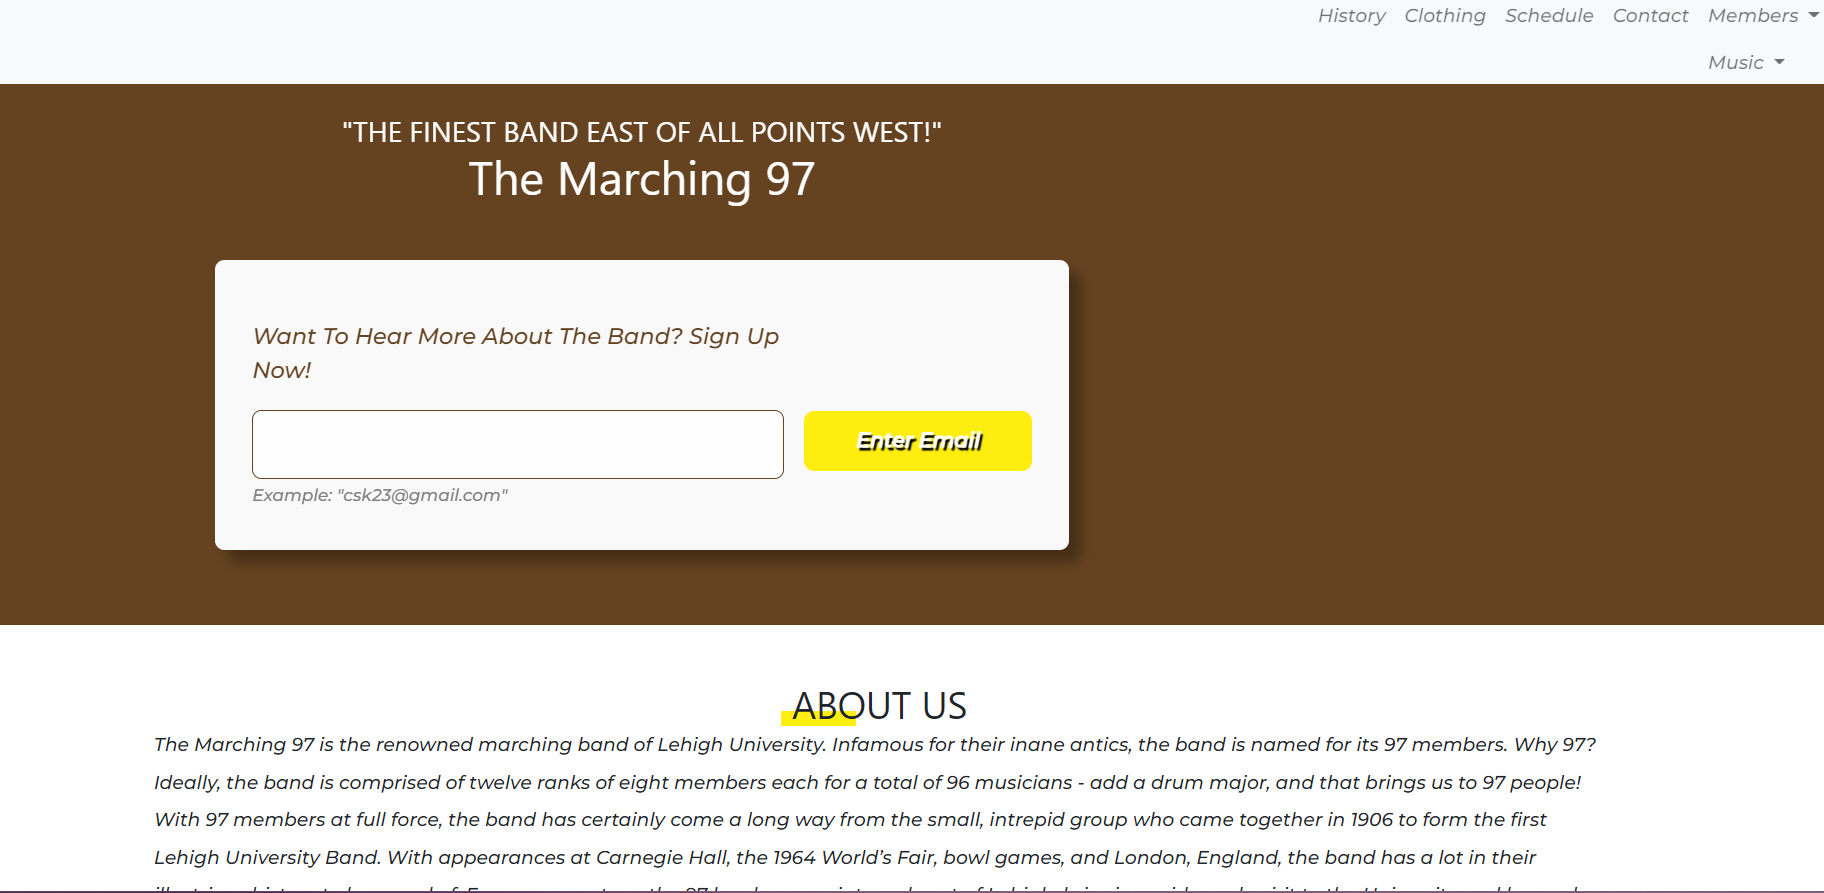 History Clothing Schedule Contact Members
Music
"THE FINEST BAND EAST OF ALL POINTS WEST!"
The Marching 97
Want To Hear More About The Band? Sign Up
Now!
Enter Email
Example: "csk23@gmail.com"
ABOUT US
The Marching 97 is the renowned marching band of Lehigh University. Infamous for their inane antics, the band is named for its 97 members. Why 97?
Ideally, the band is comprised of twelve ranks of eight members each for a total of 96 musicians - add a drum major, and that brings us to 97 people!
With 97 members at full force, the band has certainly come a long way from the small, intrepid group who came together in 1906 to form the first
Lehigh University Band. With appearances at Carnegie Hall, the 1964 World’s Fair, bowl games, and London, England, the band has a lot in their